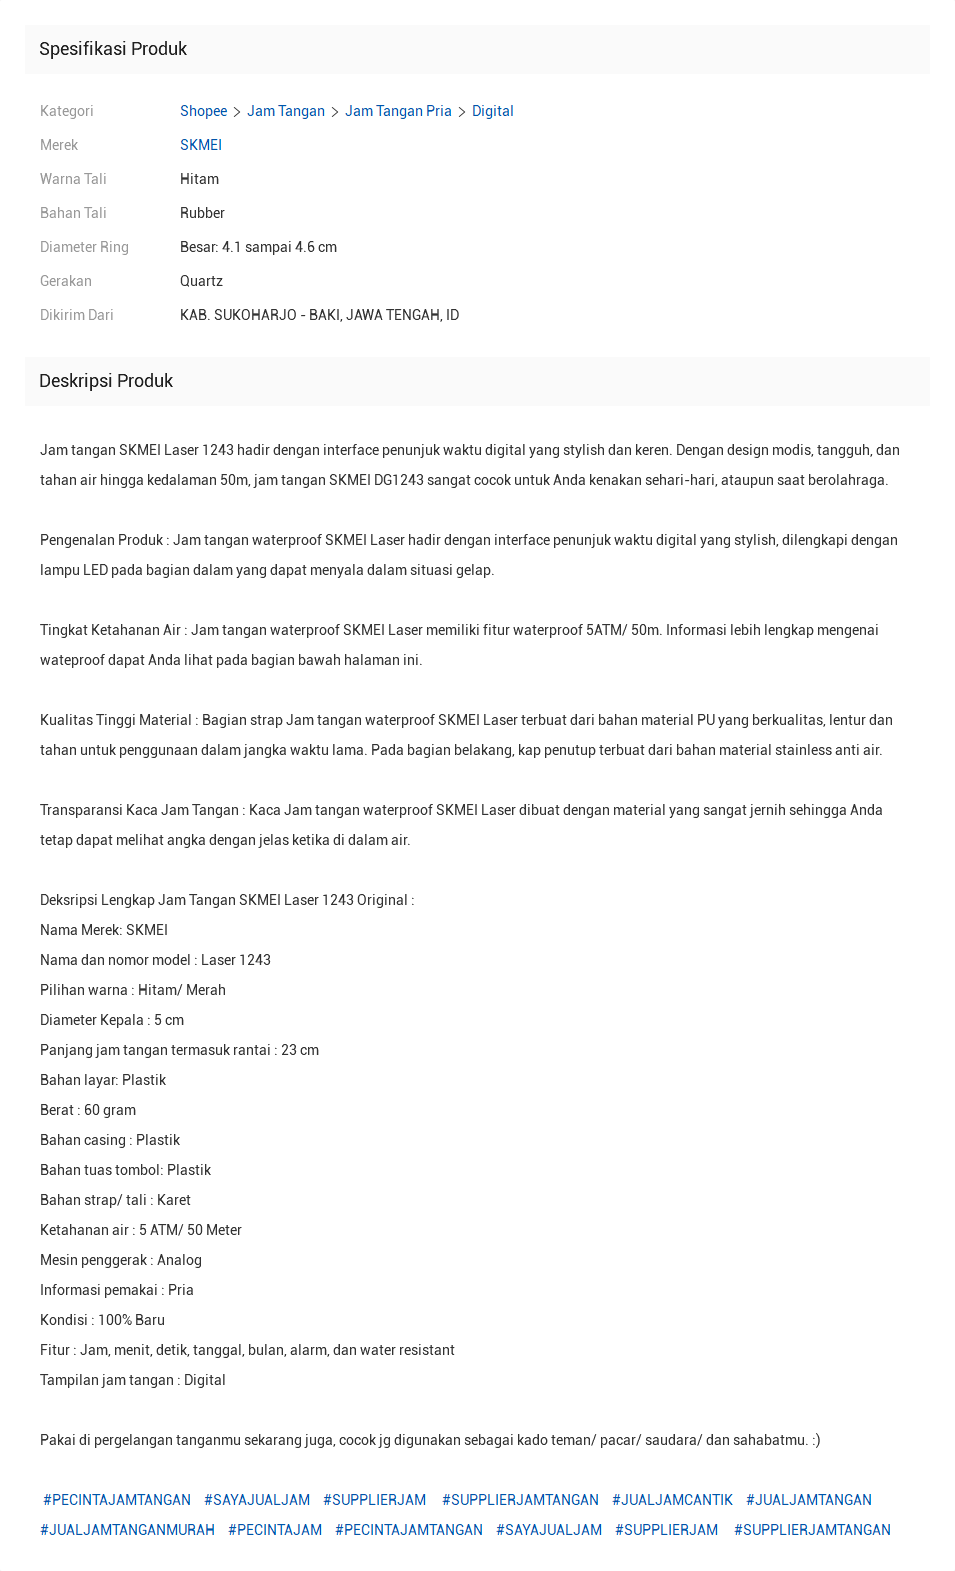 Spesifikasi Produk
Kategori Shopee > Jam Tangan > Jam Tangan Pria > Digital
Merek SKMEI
Warna Tali Hitam
Bahan Tali Rubber
Diameter Ring Besar: 4.1 sampai 4.6 cm
Gerakan Quartz
Dikirim Dari KAB. SUKOHARJO - BAKI, JAWA TENGAH, ID
Deskripsi Produk
Jam tangan SKMEI Laser 1243 hadir dengan interface penunjuk waktu digital yang stylish dan keren. Dengan design modis, tangguh, dan
tahan air hingga kedalaman 50m, jam tangan SKMEI DG1243 sangat cocok untuk Anda kenakan sehari-hari, ataupun saat berolahraga.
Pengenalan Produk : Jam tangan waterproof SKMEI Laser hadir dengan interface penunjuk waktu digital yang stylish, dilengkapi dengan
lampu LED pada bagian dalam yang dapat menyala dalam situasi gelap.
Tingkat Ketahanan Air : Jam tangan waterproof SKMEI Laser memiliki fitur waterproof 5ATM/ 50m. Informasi lebih lengkap mengenai
wateproof dapat Anda lihat pada bagian bawah halaman ini.
Kualitas Tinggi Material : Bagian strap Jam tangan waterproof SKMEI Laser terbuat dari bahan material PU yang berkualitas, lentur dan
tahan untuk penggunaan dalam jangka waktu lama. Pada bagian belakang, kap penutup terbuat dari bahan material stainless anti air.
Transparansi Kaca Jam Tangan : Kaca Jam tangan waterproof SKMEI Laser dibuat dengan material yang sangat jernih sehingga Anda
tetap dapat melihat angka dengan jelas ketika di dalam air.
Deksripsi Lengkap Jam Tangan SKMEI Laser 1243 Original :
Nama Merek: SKMEI
Nama dan nomor model : Laser 1243
Pilihan warna : Hitam/ Merah
Diameter Kepala : 5 cm
Panjang jam tangan termasuk rantai : 23 cm
Bahan layar: Plastik
Berat : 60 gram
Bahan casing : Plastik
Bahan tuas tombol: Plastik
Bahan strap/ tali : Karet
Ketahanan air : 5 ATM/ 50 Meter
Mesin penggerak : Analog
Informasi pemakai : Pria
Kondisi : 100% Baru
Fitur : Jam, menit, detik, tanggal, bulan, alarm, dan water resistant
Tampilan jam tangan : Digital
Pakai di pergelangan tanganmu sekarang juga, cocok jg digunakan sebagai kado teman/ pacar/ saudara/ dan sahabatmu. :)
#PECINTAJAMTANGAN #SAYAJUALJAM #SUPPLIERJAM #SUPPLIERJAMTANGAN #JUALJAMCANTIK #JUALJAMTANGAN
#JUALJAMTANGANMURAH #PECINTAJAM #PECINTAJAMTANGAN #SAYAJUALJAM #SUPPLIERJAM #SUPPLIERJAMTANGAN